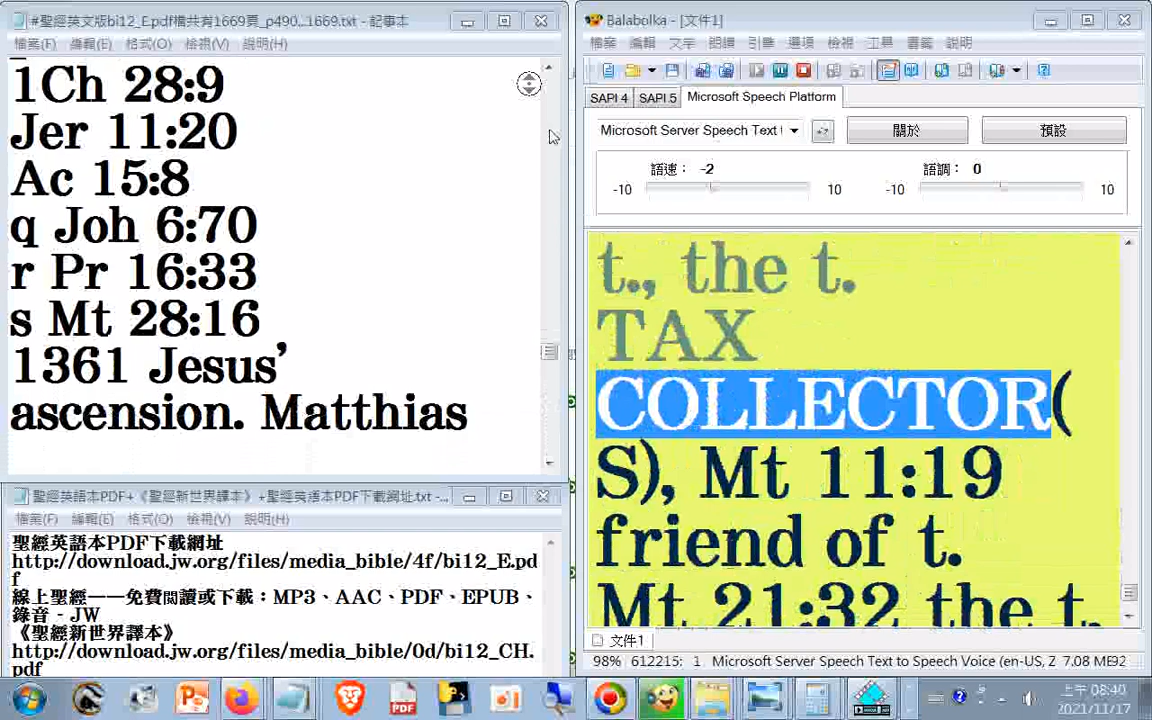 #聖經英文版bi12_E.pdf檔共有1669頁_p490,..1669.txt - 記事本
檔案(F) 編輯(E) 格式(O) 檢視(V) 說明(H)
1Ch 28:9
Jer 11:20
Ac 15:8
q Joh 6:70
r Pr 16:33
s Mt 28:16
1361 Jesus’
ascension. Matthias
聖經英語本PDF+《聖經新世界譯本》+聖經英語本PDF下載網址.txt -...
檔案(F) 編輯(E) 格式(O) 檢視(V) 說明(H)
聖經英語本PDF下載網址
http://download.jw.org/files/media_bible/4f/bi12_E.pd
f
線上聖經——免費閱讀或下載：MP3、AAC、PDF、EPUB、
錄音 - JW
《聖經新世界譯本》
http://download.jw.org/files/media_bible/0d/bi12_CH.
pdf
Balabolka - [文件1]
檔案 編輯 文字 朗讀 引擎 選項 檢視 工具 書籤 說明
SAPI 4 SAPI 5 Microsoft Speech Platform
Microsoft Server Speech Text 關於 預設
語速： -2 語調： 0
-10 10 -10 10
t., the t.
TAX
COLLECTOR(
S), Mt 11:19
friend of t.
Mt 21:32 the t.
文件1
98% 612215: 1 Microsoft Server Speech Text to Speech Voice (en-US, Z 7.08 ME92
PDF
上午 08:40
2021/11/17